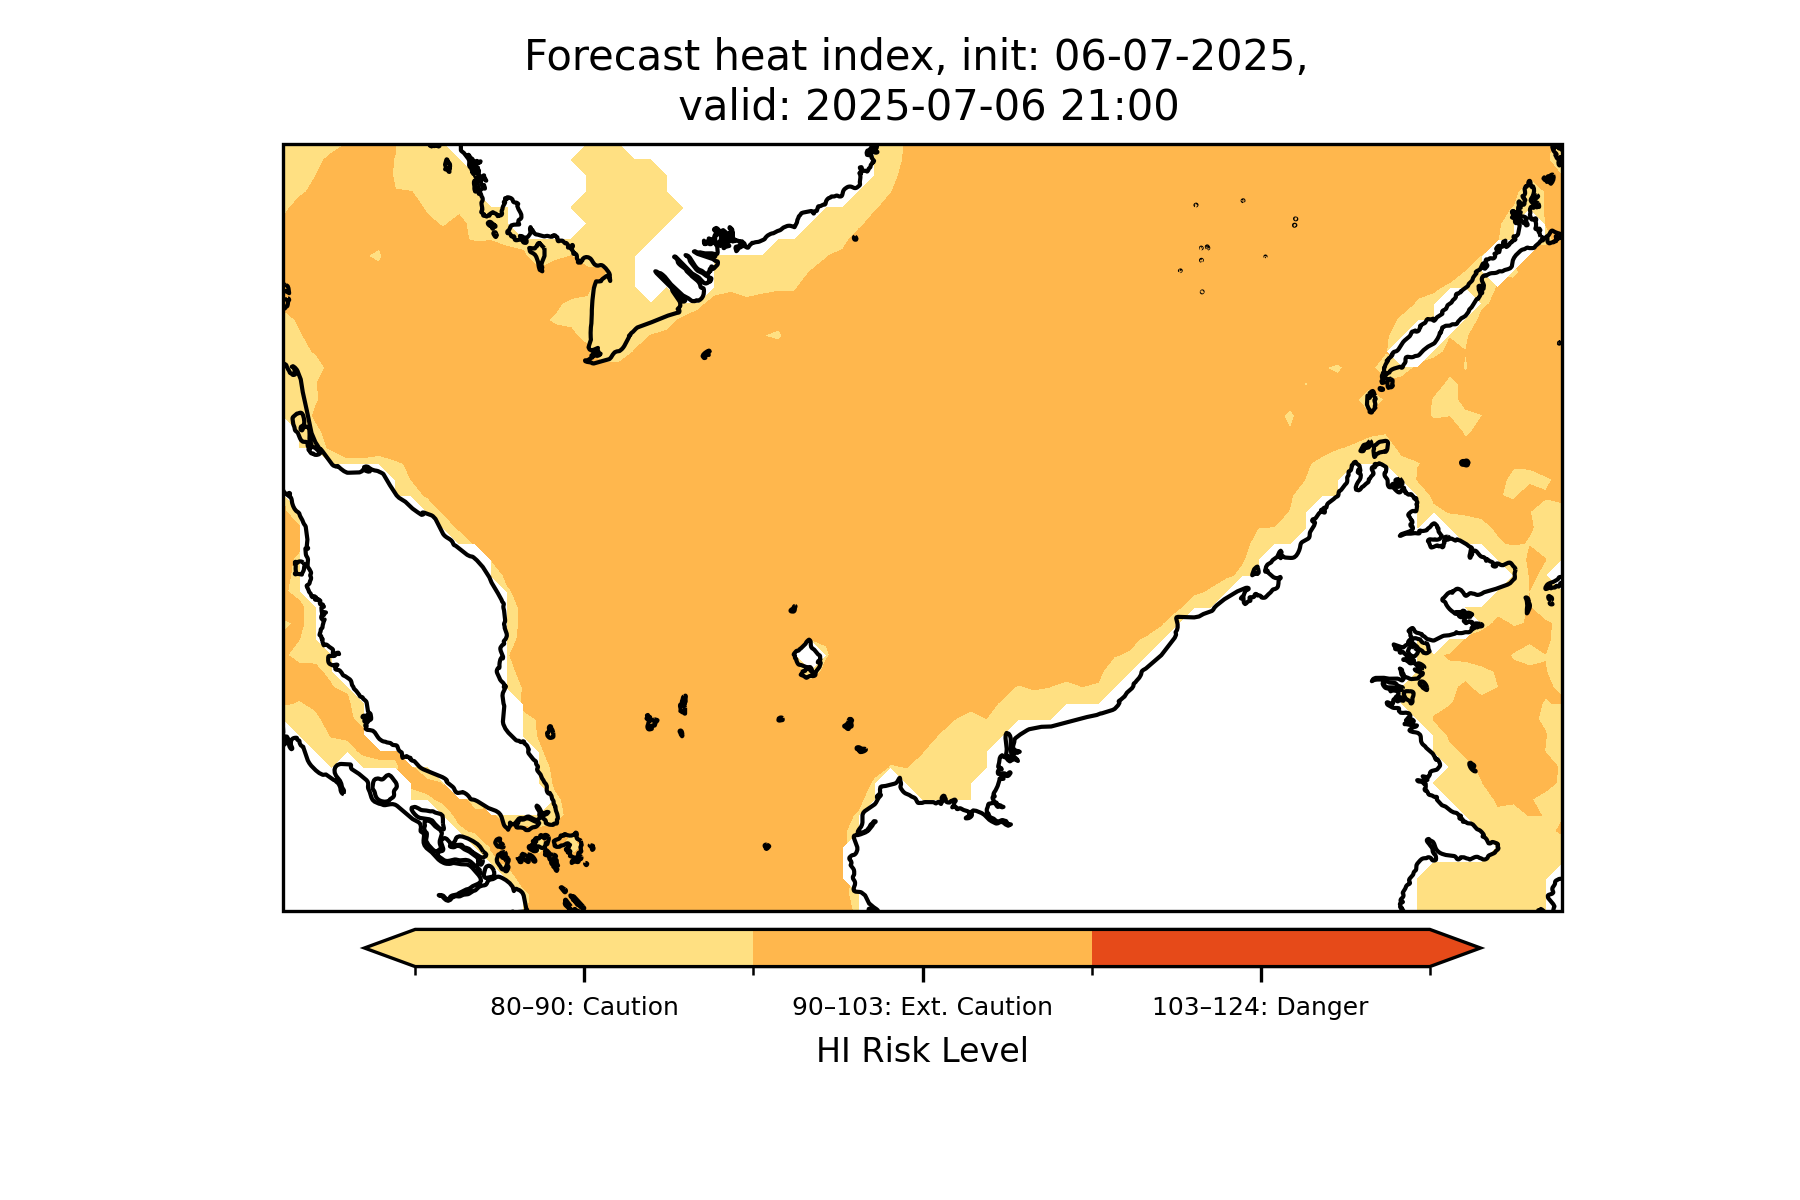 Forecast heat index, init: 06-07-2025,
valid: 2025-07-06 21:00
80–90: Caution
90–103: Ext. Caution
103–124: Danger
HI Risk Level